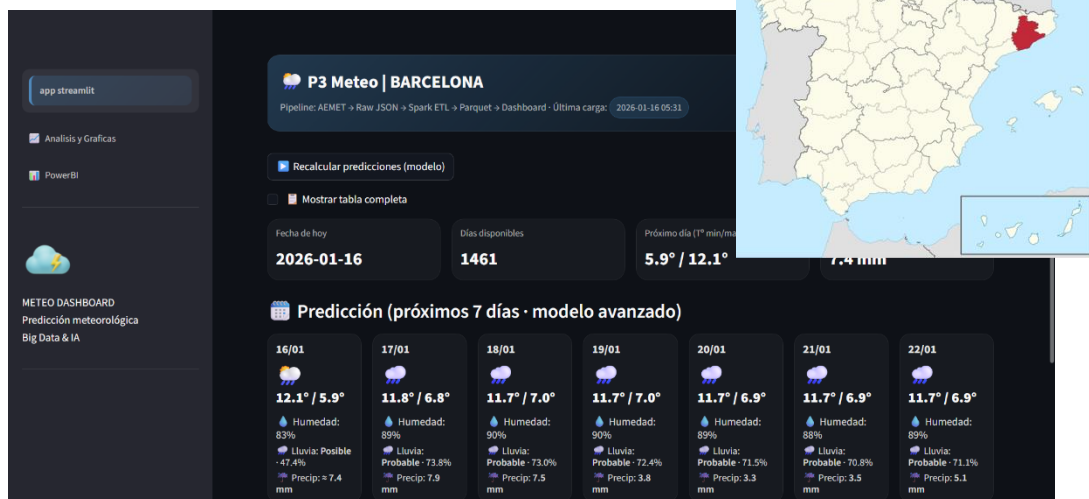 app streamlit
Analisis y Graficas
PowerBI
METEO DASHBOARD
Predicción meteorológica
Big Data & IA
P3 Meteo | BARCELONA
Pipeline: AEMET → Raw JSON → Spark ETL → Parquet → Dashboard · Última carga: 2026-01-16 05:31
Recalcular predicciones (modelo)
Mostrar tabla completa
Fecha de hoy
2026-01-16
Días disponibles
1461
Próximo día (Tª min/ma
5.9° / 12.1°
7.4 mm
Predicción (próximos 7 días · modelo avanzado)
16/01
12.1° / 5.9°
Humedad:
83%
Lluvia: Posible
· 47.4%
Precip: ≈ 7.4
mm
17/01
11.8° / 6.8°
Humedad:
89%
Lluvia:
Probable · 73.8%
Precip: 7.9
mm
18/01
11.7° / 7.0°
Humedad:
90%
Lluvia:
Probable · 73.0%
Precip: 7.5
mm
19/01
11.7° / 7.0°
Humedad:
90%
Lluvia:
Probable · 72.4%
Precip: 3.8
mm
20/01
11.7° / 6.9°
Humedad:
89%
Lluvia:
Probable · 71.5%
Precip: 3.3
mm
21/01
11.7° / 6.9°
Humedad:
88%
Lluvia:
Probable · 70.8%
Precip: 3.5
mm
22/01
11.7° / 6.9°
Humedad:
89%
Lluvia:
Probable · 71.1%
Precip: 5.1
mm